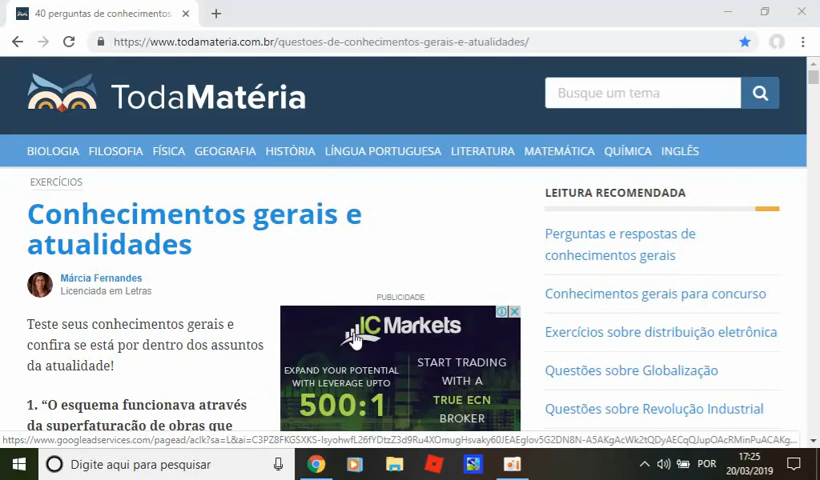 40 perguntas de conhecimentos
https://www.todamateria.com.br/questoes-de-conhecimentos-gerais-e-atualidades/
TodaMatéria
Busque um tema
BIOLOGIA FILOSOFIA FÍSICA GEOGRAFIA HISTÓRIA LÍNGUA PORTUGUESA LITERATURA MATEMÁTICA QUÍMICA INGLÊS
EXERCÍCIOS
Conhecimentos gerais e
atualidades
Márcia Fernandes
Licenciada em Letras
Teste seus conhecimentos gerais e
confira se está por dentro dos assuntos
da atualidade!
1. “O esquema funcionava através
da superfaturação de obras que
PUBLICIDADE
IC Markets
EXPAND YOUR POTENTIAL
WITH LEVERAGE UPTO
500:1
START TRADING
WITH A
TRUE ECN
BROKER
LEITURA RECOMENDADA
Perguntas e respostas de
conhecimentos gerais
Conhecimentos gerais para concurso
Exercícios sobre distribuição eletrônica
Questões sobre Globalização
Questões sobre Revolução Industrial
Digite aqui para pesquisar
POR
17:25
20/03/2019